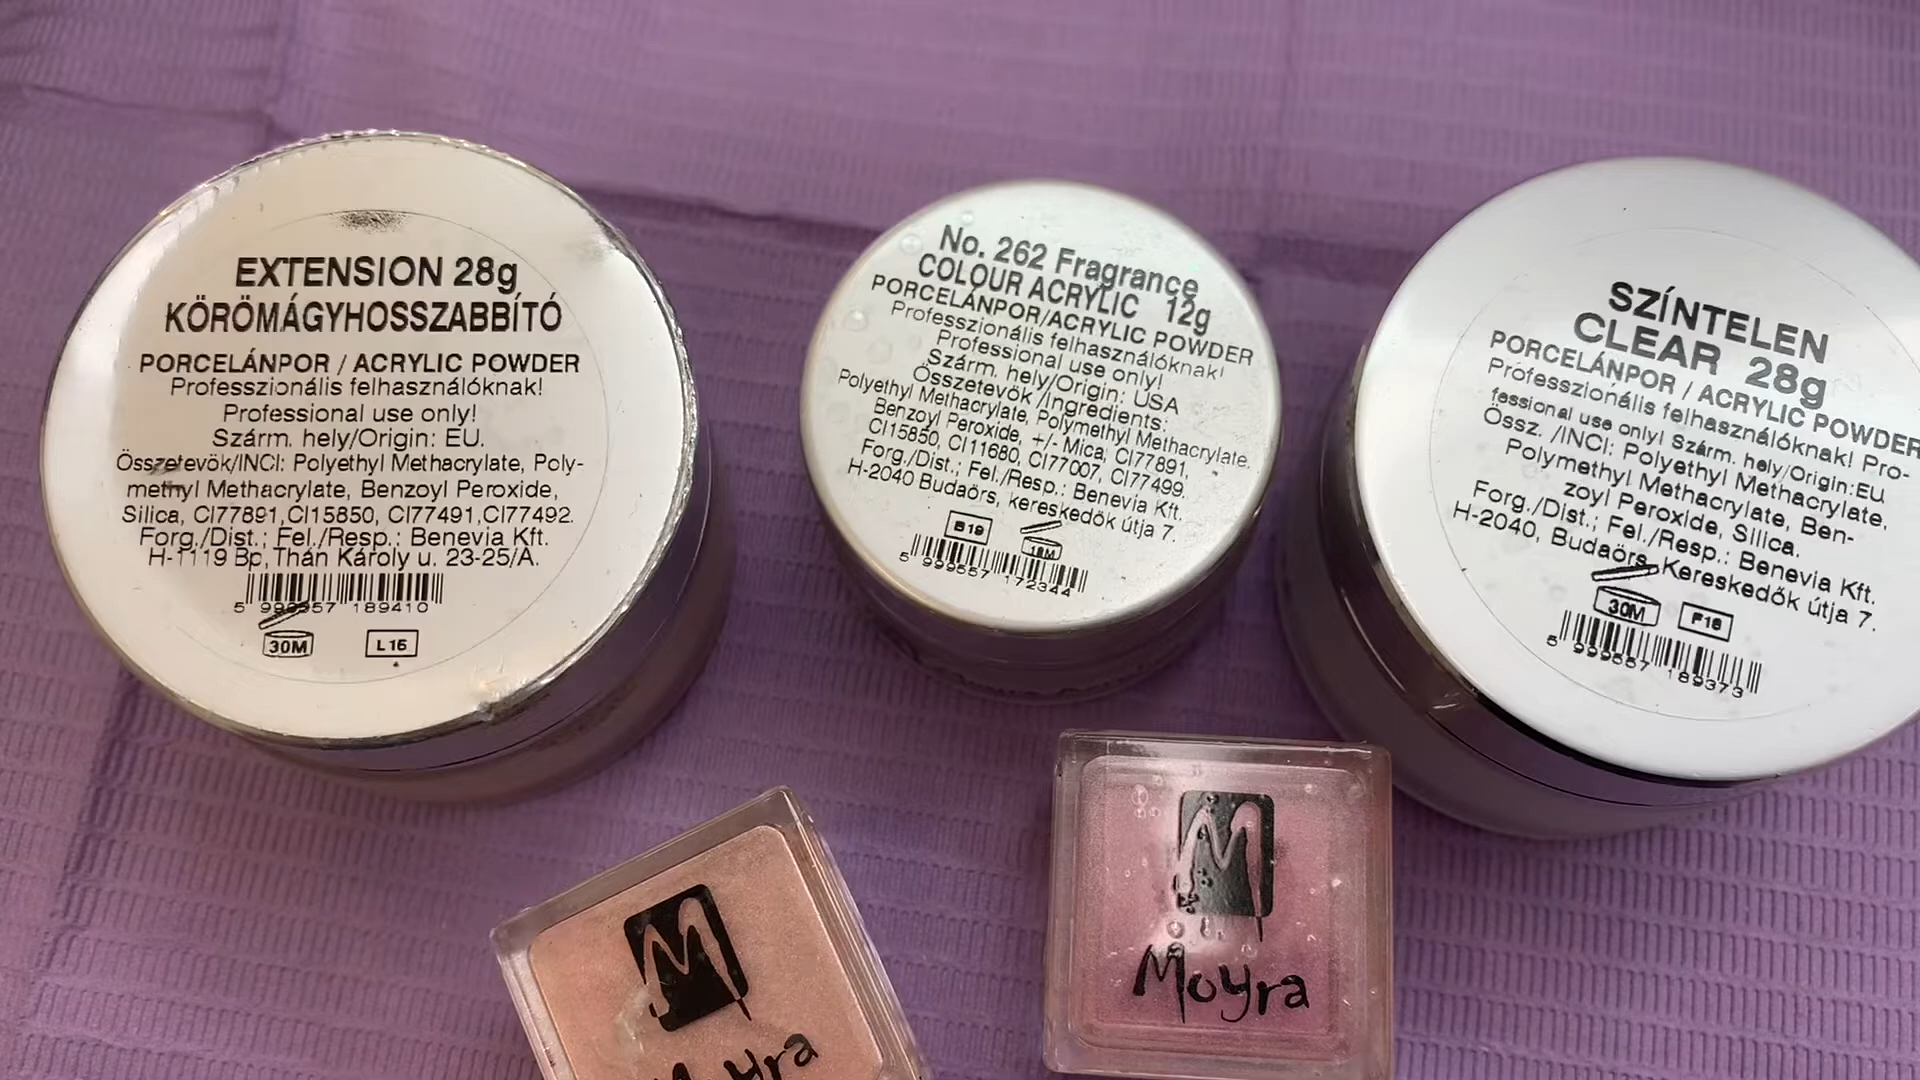 EXTENSION 28g
KÖRÖMÁGYHOSSZABBÍTÓ
PORCELÁNPOR / ACRYLIC POWDER
Professzionális felhasználóknak!
Professional use only!
Szárm. hely/Origin: EU.
Összetevök/INCI: Polyethyl Methacrylate, Poly-
methyl Methacrylate, Benzoyl Peroxide,
Silica, CI77891,CI15850, CI77491,CI77492.
Forg./Dist.; Fel./Resp.: Benevia Kft.
H-1119 Bp, Thán Károly u. 23-25/A.
5 999557 189410
30M
L16
No. 262 Fragrance
COLOUR ACRYLIC 12g
PORCELÁNPOR/ACRYLIC POWDER
Professzionális felhasználóknak!
Professional use only!
Szárm. hely/Origin: USA
Összetevök /Ingredients:
Polyethyl Methacrylate, Polymethyl Methacrylate.
Benzoyl Peroxide, +/- Mica, CI77891,
CI15850, CI11680, CI77007, CI77499.
Forg./Dist.; Fel./Resp.: Benevia Kft.
H-2040 Budaörs, kereskedők útja 7.
B19
18M
5 999557 172344
SZÍNTELEN
CLEAR 28g
PORCELÁNPOR / ACRYLIC POWDER
Professzionális felhasználóknak! Pro-
fessional use only! Szárm. hely/Origin:EU
Össz. /INCI: Polyethyl Methacrylate,
Polymethyl Methacrylate, Ben-
zoyl Peroxide, Silica.
Forg./Dist.; Fel./Resp.: Benevia Kft.
H-2040, Budaörs, Kereskedők útja 7.
30M
F16
5 999557 189373
M
Moyra
M
Moyra